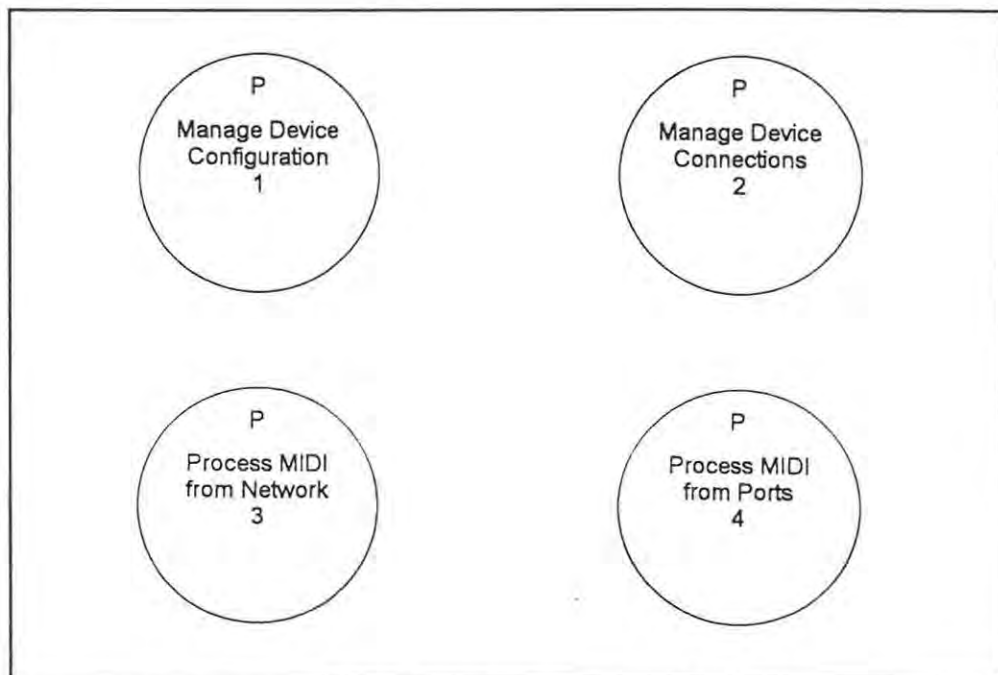 P
Manage Device
Configuration
1
P
Manage Device
Connections
2
P
Process MIDI
from Network
3
P
Process MIDI
from Ports
4